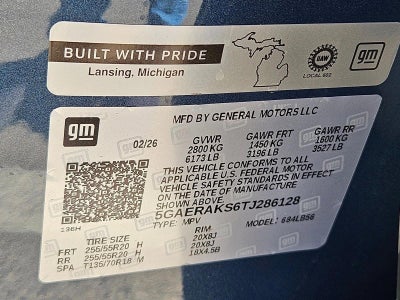 BUILT WITH PRIDE
Lansing, Michigan
UAW
LOCAL 602
gm
gm
MFD BY GENERAL MOTORS LLC
02/26
GVWR GAWR FRT GAWR RR
2800 KG 1450 KG 1600 KG
6173 LB 3196 LB 3527 LB
THIS VEHICLE CONFORMS TO ALL
APPLICABLE U.S. FEDERAL MOTOR
VEHICLE SAFETY STANDARDS IN EFFECT
ON THE DATE OF MANUFACTURE
SHOWN ABOVE.
5GAERAKS6TJ286128
TYPE: MPV MODEL: 684LB56
136H
TIRE SIZE RIM
FRT 255/55R20 H 20X8J
RR 255/55R20 H 20X8J
SPA T135/70R18 M 18X4.5B